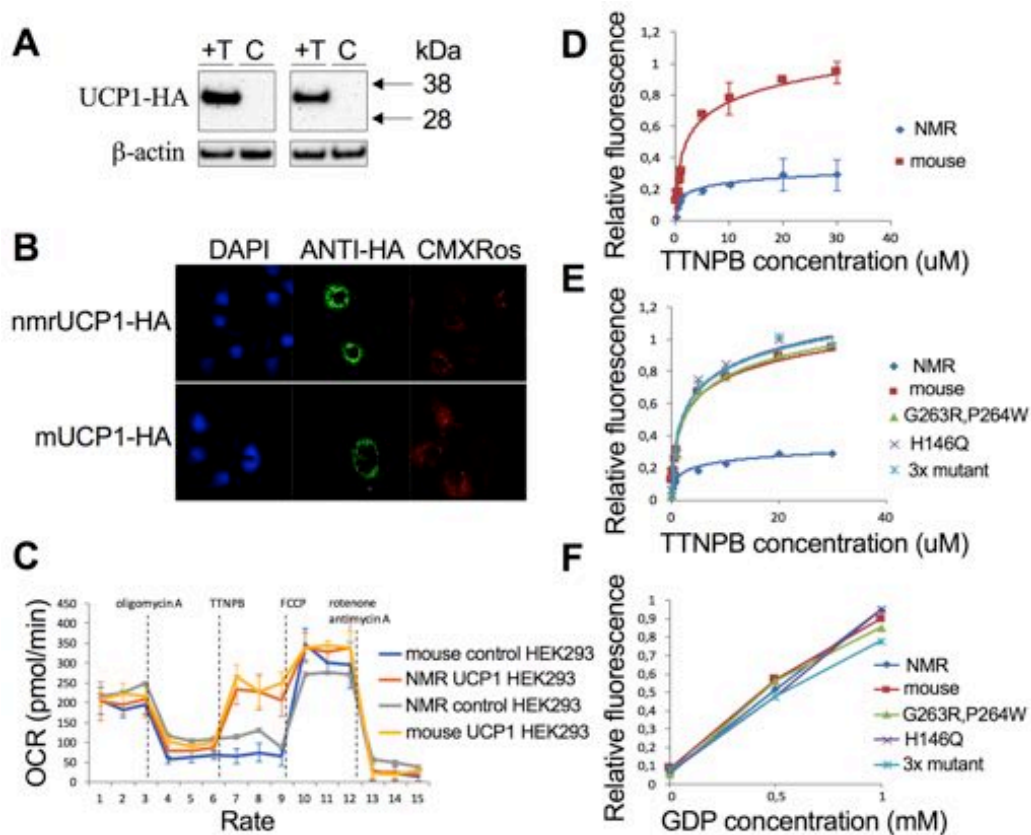 A
+T C +T C kDa
UCP1-HA
38
28
β-actin
B
DAPI ANTI-HA CMXRos
nmrUCP1-HA
mUCP1-HA
C
oligomycin A TTNPB FCCP rotenone
antimycin A
OCR (pmol/min)
450
400
350
300
250
200
150
100
50
0
1 2 3 4 5 6 7 8 9 10 11 12 13 14 15
Rate
mouse control HEK293
NMR UCP1 HEK293
NMR control HEK293
mouse UCP1 HEK293
D
Relative fluorescence
1,2
1
0,8
0,6
0,4
0,2
0
0 10 20 30 40
TTNPB concentration (uM)
NMR
mouse
E
Relative fluorescence
1,2
1
0,8
0,6
0,4
0,2
0
0 20 40
TTNPB concentration (uM)
NMR
mouse
G263R,P264W
H146Q
3x mutant
F
Relative fluorescence
1
0,9
0,8
0,7
0,6
0,5
0,4
0,3
0,2
0,1
0
0 0,5 1
GDP concentration (mM)
NMR
mouse
G263R,P264W
H146Q
3x mutant